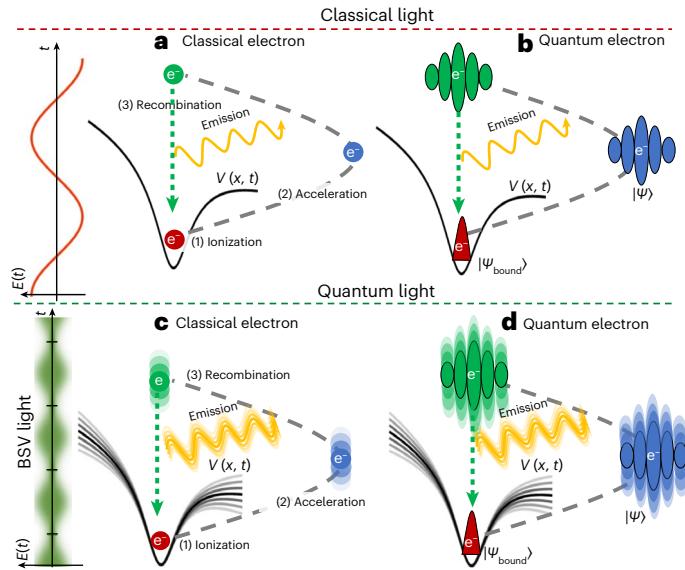 Classical light
t
a
Classical electron
b
Quantum electron
e⁻
e⁻
(3) Recombination
Emission
Emission
e⁻
e⁻
V (x, t)
V (x, t)
(2) Acceleration
|Ψ⟩
e⁻
(1) Ionization
e⁻
|Ψbound⟩
E(t)
Quantum light
t
c
Classical electron
d
Quantum electron
e⁻
(3) Recombination
e⁻
Emission
Emission
BSV light
V (x, t)
V (x, t)
e⁻
e⁻
(2) Acceleration
|Ψ⟩
e⁻
(1) Ionization
e⁻
|Ψbound⟩
E(t)